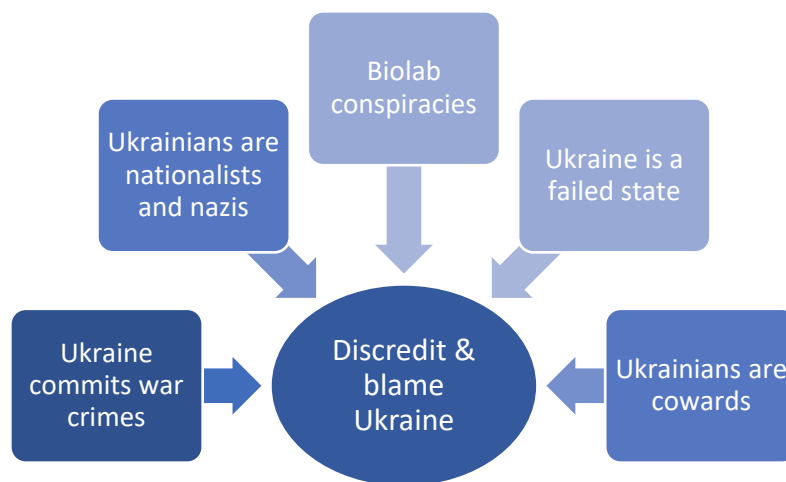 Biolab
conspiracies
Ukrainians are
nationalists
and nazis
Ukraine is a
failed state
Ukraine
commits war
crimes
Discredit &
blame
Ukraine
Ukrainians are
cowards